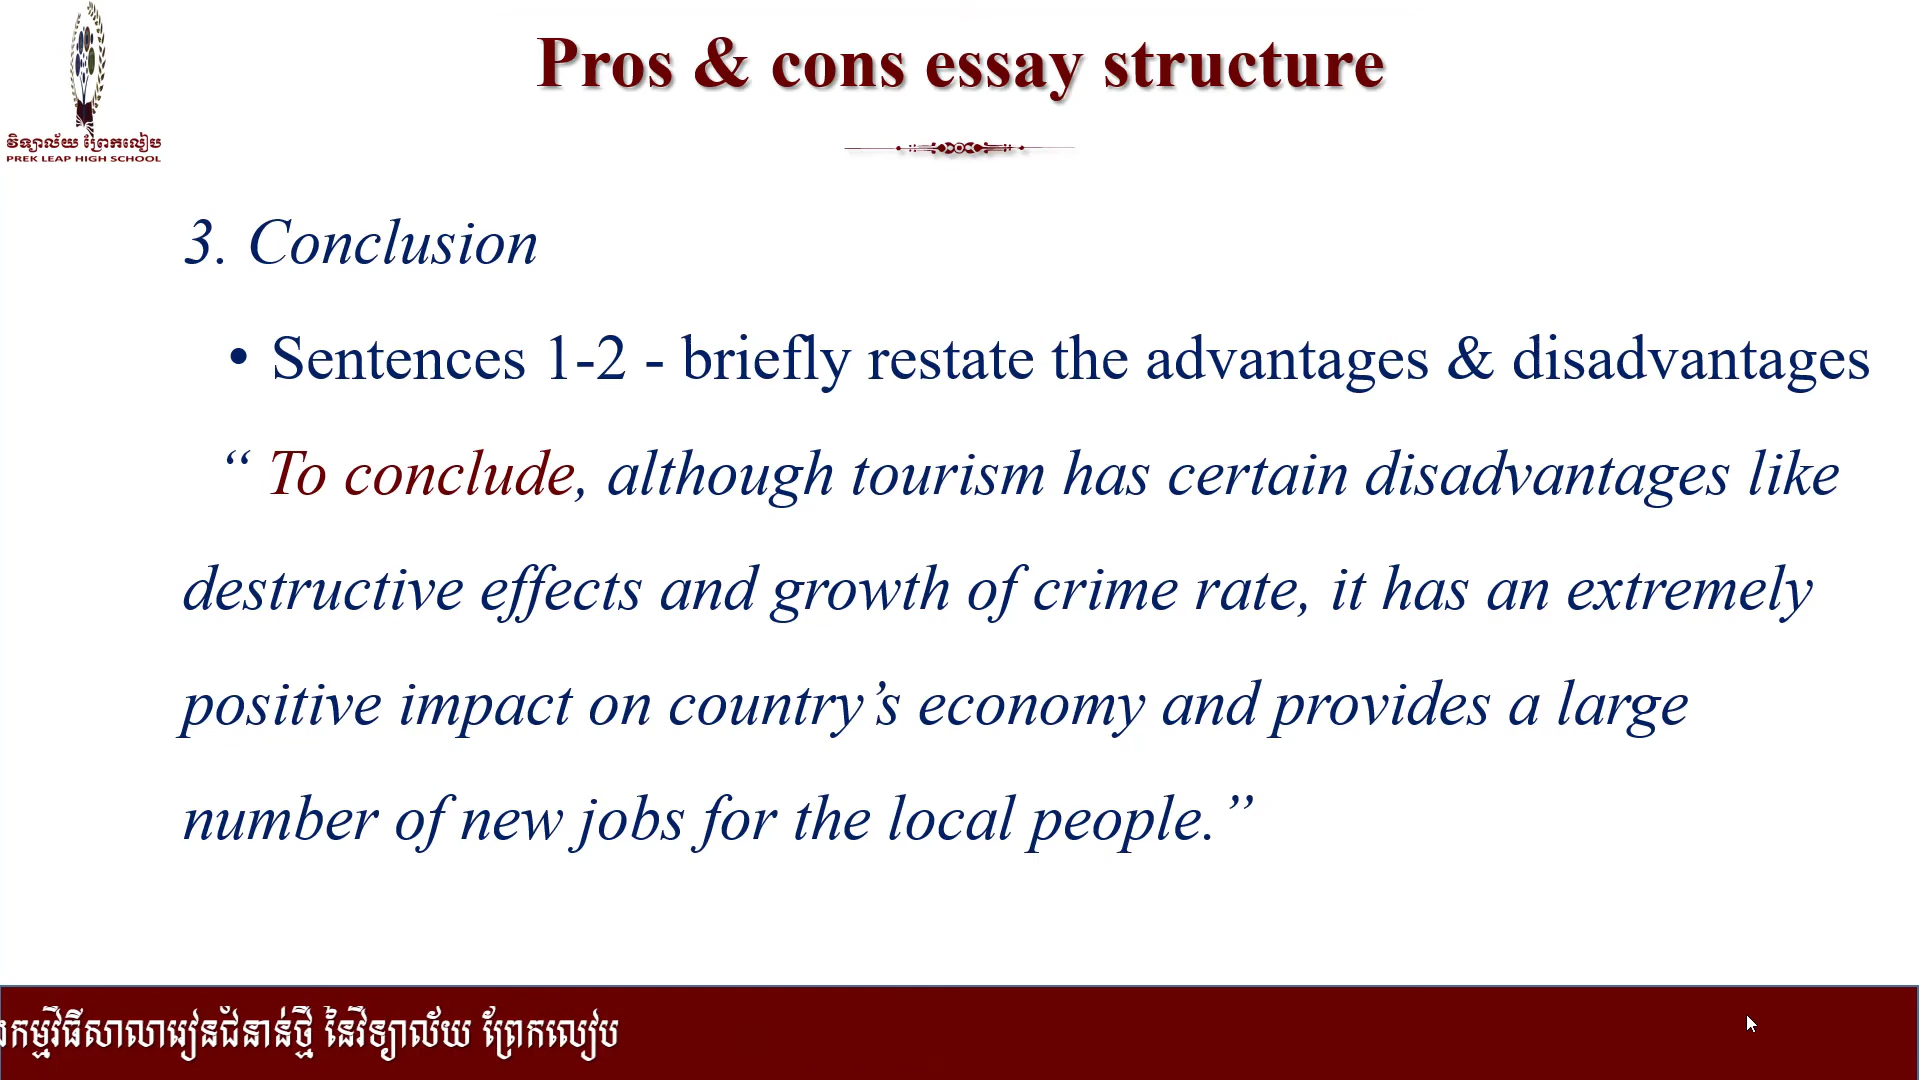 Pros & cons essay structure
វិទ្យាល័យ ព្រែកលៀប
PREK LEAP HIGH SCHOOL
3. Conclusion
• Sentences 1-2 - briefly restate the advantages & disadvantages
“ To conclude, although tourism has certain disadvantages like
destructive effects and growth of crime rate, it has an extremely
positive impact on country’s economy and provides a large
number of new jobs for the local people.”
កម្មវិធីសាលារៀនជំនាន់ថ្មី នៃវិទ្យាល័យ ព្រែកលៀប